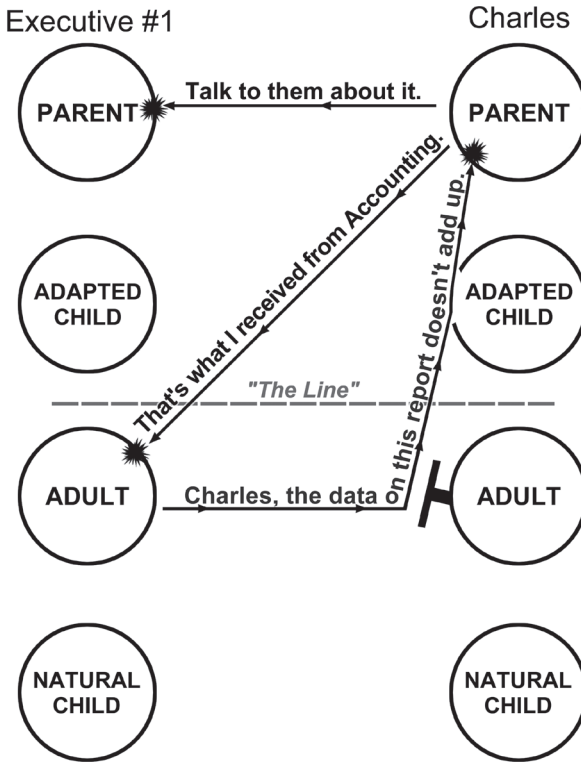 Executive #1
Charles
PARENT
Talk to them about it.
PARENT
That's what I received from Accounting.
ADAPTED
CHILD
ADAPTED
CHILD
"The Line"
ADULT
Charles, the data on this report doesn't add up.
ADULT
NATURAL
CHILD
NATURAL
CHILD